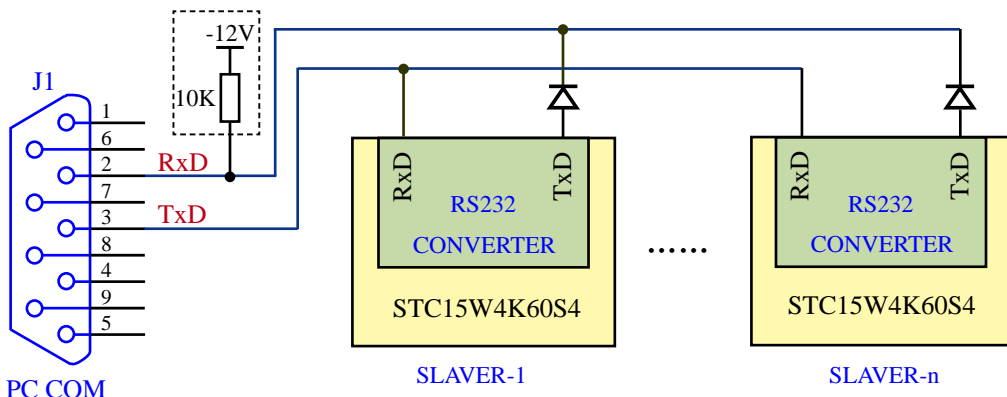 -12V
10K
J1
1
6
2
7
3
8
4
9
5
RxD
TxD
PC COM
RxD
TxD
RS232
CONVERTER
STC15W4K60S4
SLAVER-1
……
RxD
TxD
RS232
CONVERTER
STC15W4K60S4
SLAVER-n